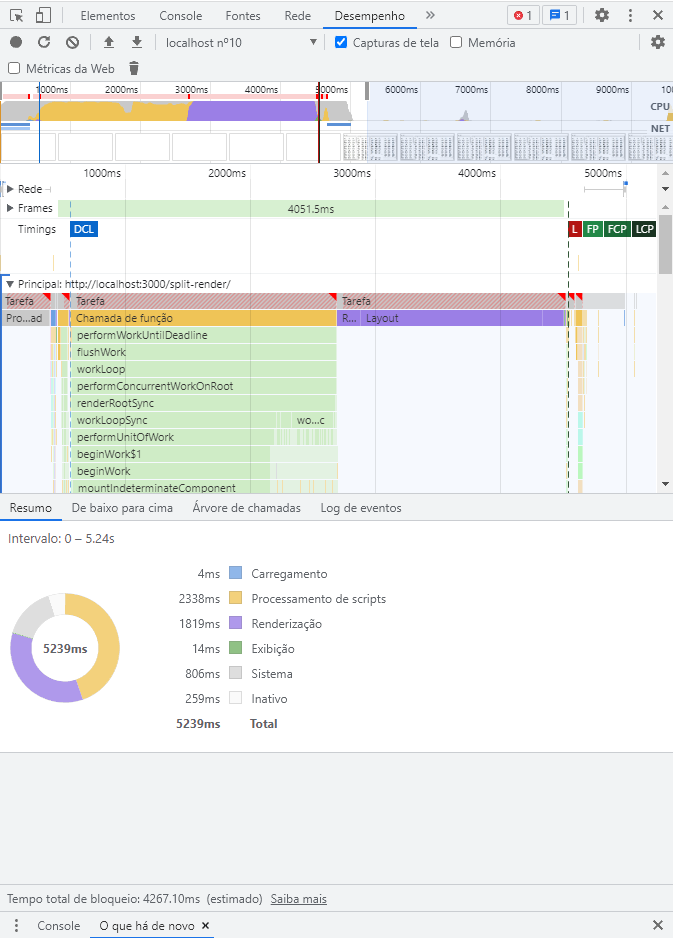 Elementos Console Fontes Rede Desempenho » 1 1
localhost nº10 Capturas de tela Memória
Métricas da Web
1000ms 2000ms 3000ms 4000ms 5000ms 6000ms 7000ms 8000ms 9000ms 10
CPU
NET
1000ms 2000ms 3000ms 4000ms 5000ms
Rede
Frames 4051.5ms
Timings DCL L FP FCP LCP
Principal: http://localhost:3000/split-render/
Tarefa Tarefa Tarefa
Pro...ad Chamada de função R... Layout
performWorkUntilDeadline
flushWork
workLoop
performConcurrentWorkOnRoot
renderRootSync
workLoopSync wo...c
performUnitOfWork
beginWork$1
beginWork
mountIndeterminateComponent
Resumo De baixo para cima Árvore de chamadas Log de eventos
Intervalo: 0 – 5.24s
4ms Carregamento
2338ms Processamento de scripts
1819ms Renderização
5239ms
14ms Exibição
806ms Sistema
259ms Inativo
5239ms Total
Tempo total de bloqueio: 4267.10ms (estimado) Saiba mais
Console O que há de novo ×